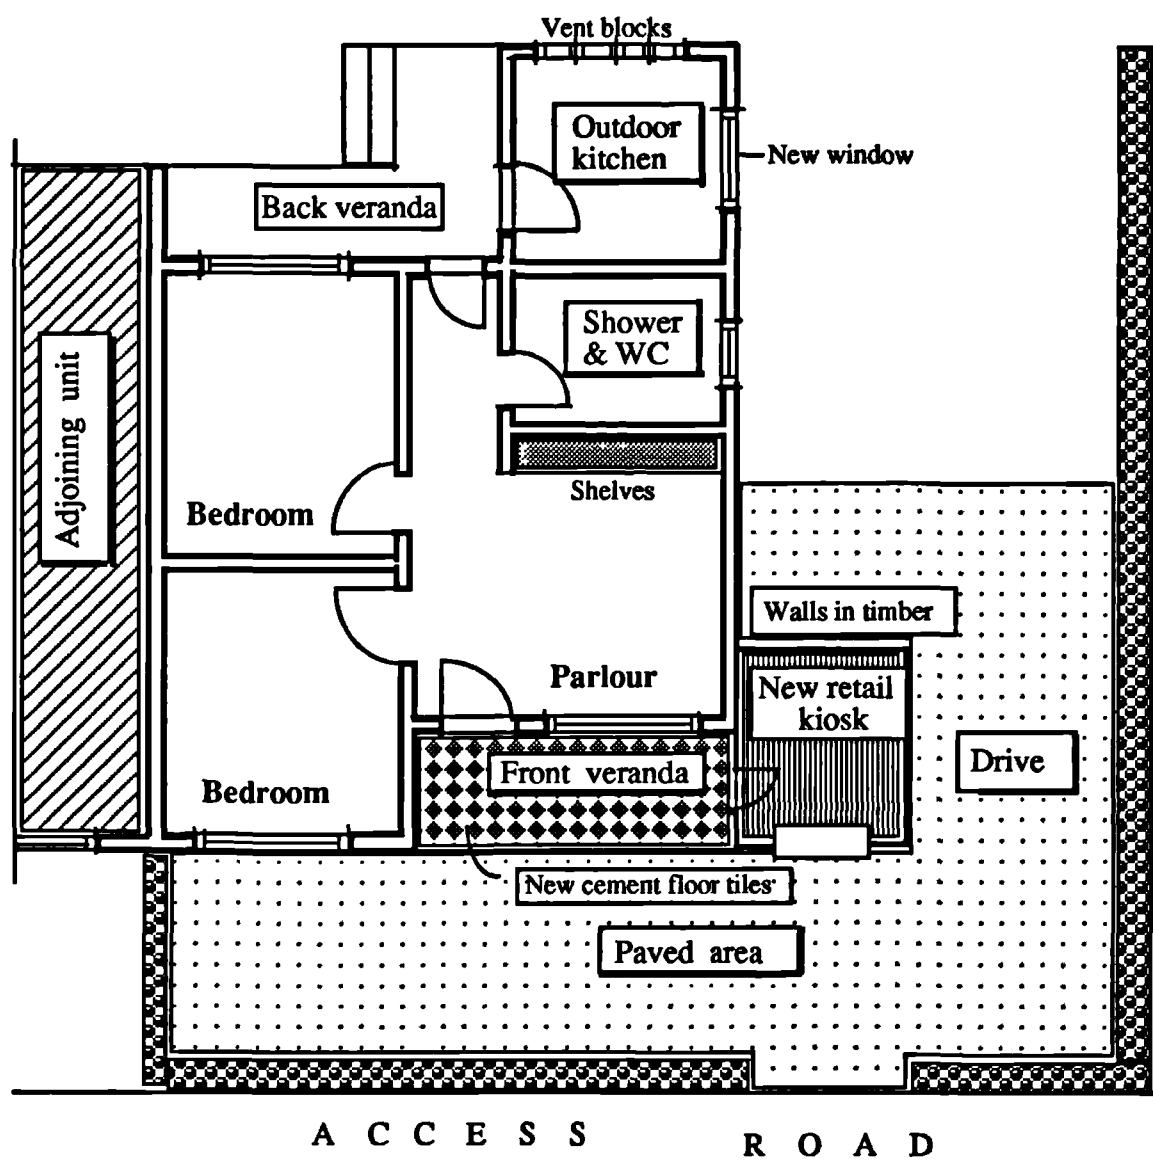 Vent blocks
Outdoor
kitchen
New window
Back veranda
Shower
& WC
Adjoining unit
Shelves
Bedroom
Walls in timber
Parlour
New retail
kiosk
Front veranda
Drive
Bedroom
New cement floor tiles
Paved area
ACCESS ROAD